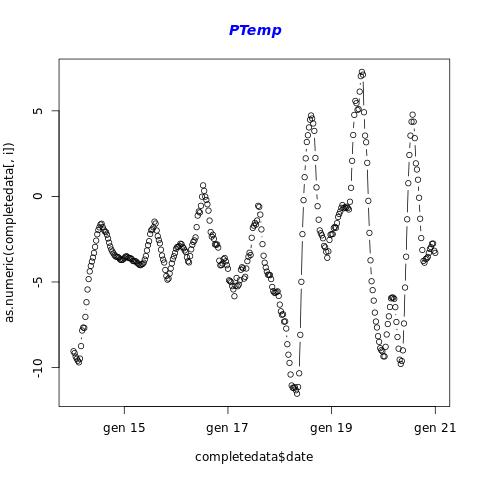 PTemp
as.numeric(completedata[, i])
5
0
-5
-10
gen 15
gen 17
gen 19
gen 21
completedata$date